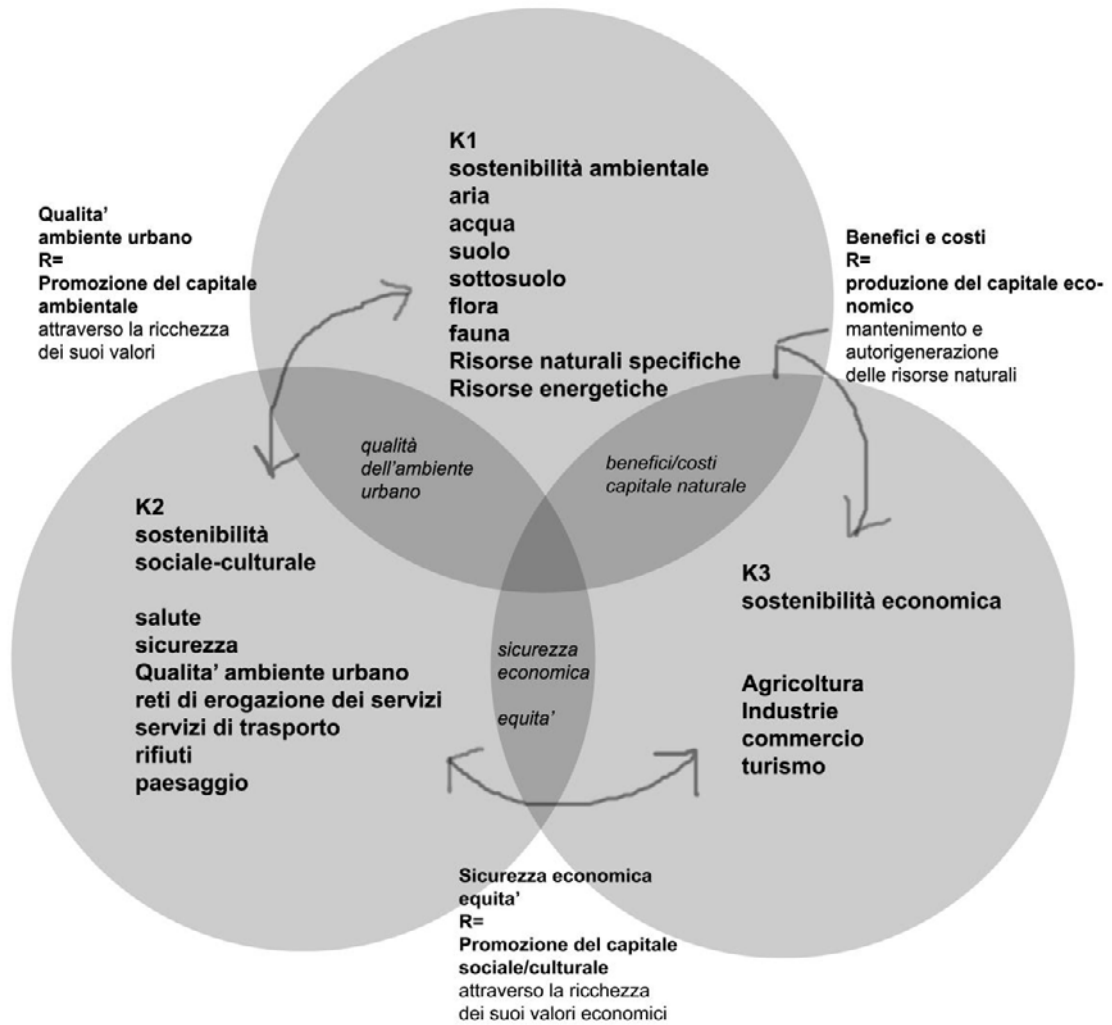 K1
sostenibilità ambientale
aria
acqua
suolo
sottosuolo
flora
fauna
Risorse naturali specifiche
Risorse energetiche
Qualita'
ambiente urbano
R=
Promozione del capitale
ambientale
attraverso la ricchezza
dei suoi valori
Benefici e costi
R=
produzione del capitale eco-
nomico
mantenimento e
autorigenerazione
delle risorse naturali
qualità
dell'ambiente
urbano
benefici/costi
capitale naturale
K2
sostenibilità
sociale-culturale
salute
sicurezza
Qualita' ambiente urbano
reti di erogazione dei servizi
servizi di trasporto
rifiuti
paesaggio
sicurezza
economica
equita'
K3
sostenibilità economica
Agricoltura
Industrie
commercio
turismo
Sicurezza economica
equita'
R=
Promozione del capitale
sociale/culturale
attraverso la ricchezza
dei suoi valori economici